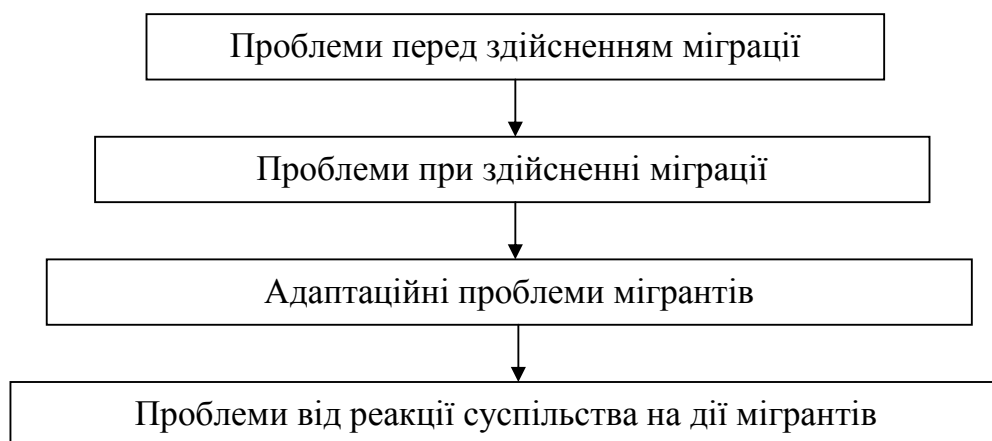 Проблеми перед здійсненням міграції
Проблеми при здійсненні міграції
Адаптаційні проблеми мігрантів
Проблеми від реакції суспільства на дії мігрантів